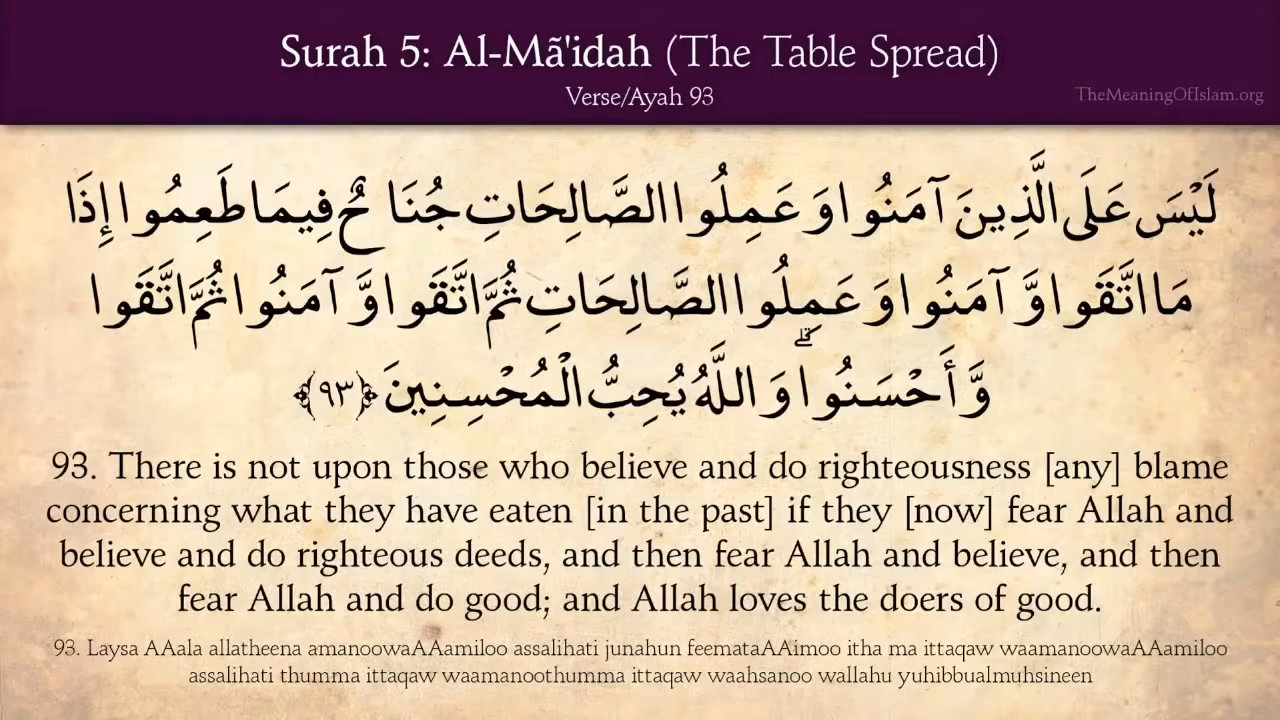 Surah 5: Al-Mã'idah (The Table Spread)
Verse/Ayah 93
TheMeaningOfIslam.org
لَيْسَ عَلَى الَّذِينَ آمَنُوا وَعَمِلُوا الصَّالِحَاتِ جُنَاحٌ فِيمَا طَعِمُوا إِذَا
مَا اتَّقَوا وَّآمَنُوا وَعَمِلُوا الصَّالِحَاتِ ثُمَّ اتَّقَوا وَّآمَنُوا ثُمَّ اتَّقَوا
وَّأَحْسَنُوا ۗ وَاللَّهُ يُحِبُّ الْمُحْسِنِينَ ﴿٩٣﴾
93. There is not upon those who believe and do righteousness [any] blame
concerning what they have eaten [in the past] if they [now] fear Allah and
believe and do righteous deeds, and then fear Allah and believe, and then
fear Allah and do good; and Allah loves the doers of good.
93. Laysa AAala allatheena amanoowaAAamiloo assalihati junahun feemataAAimoo itha ma ittaqaw waamanoowaAAamiloo
assalihati thumma ittaqaw waamanoothumma ittaqaw waahsanoo wallahu yuhibbualmuhsineen